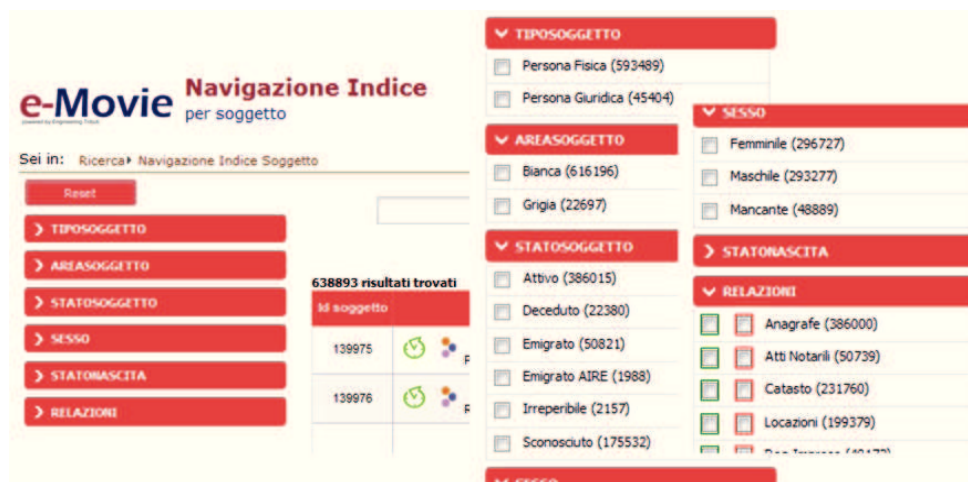 e-Movie
Navigazione Indice
per soggetto
Sei in: Ricerca Navigazione Indice Soggetto
Reset
TIPOSOGGETTO
AREASOGGETTO
STATOSOGGETTO
SESSO
STATONASCITA
RELAZIONI
638893 risultati trovati
Id soggetto
139975
139976
TIPOSOGGETTO
Persona Fisica (593489)
Persona Giuridica (45404)
AREASOGGETTO
Bianca (616196)
Grigia (22697)
STATOSOGGETTO
Attivo (386015)
Deceduto (22380)
Emigrato (50821)
Emigrato AIRE (1988)
Irreperibile (2157)
Sconosciuto (175532)
SESSO
SESSO
Femminile (296727)
Maschile (293277)
Mancante (48889)
STATONASCITA
RELAZIONI
Anagrafe (386000)
Atti Notarili (50739)
Catasto (231760)
Locazioni (199379)